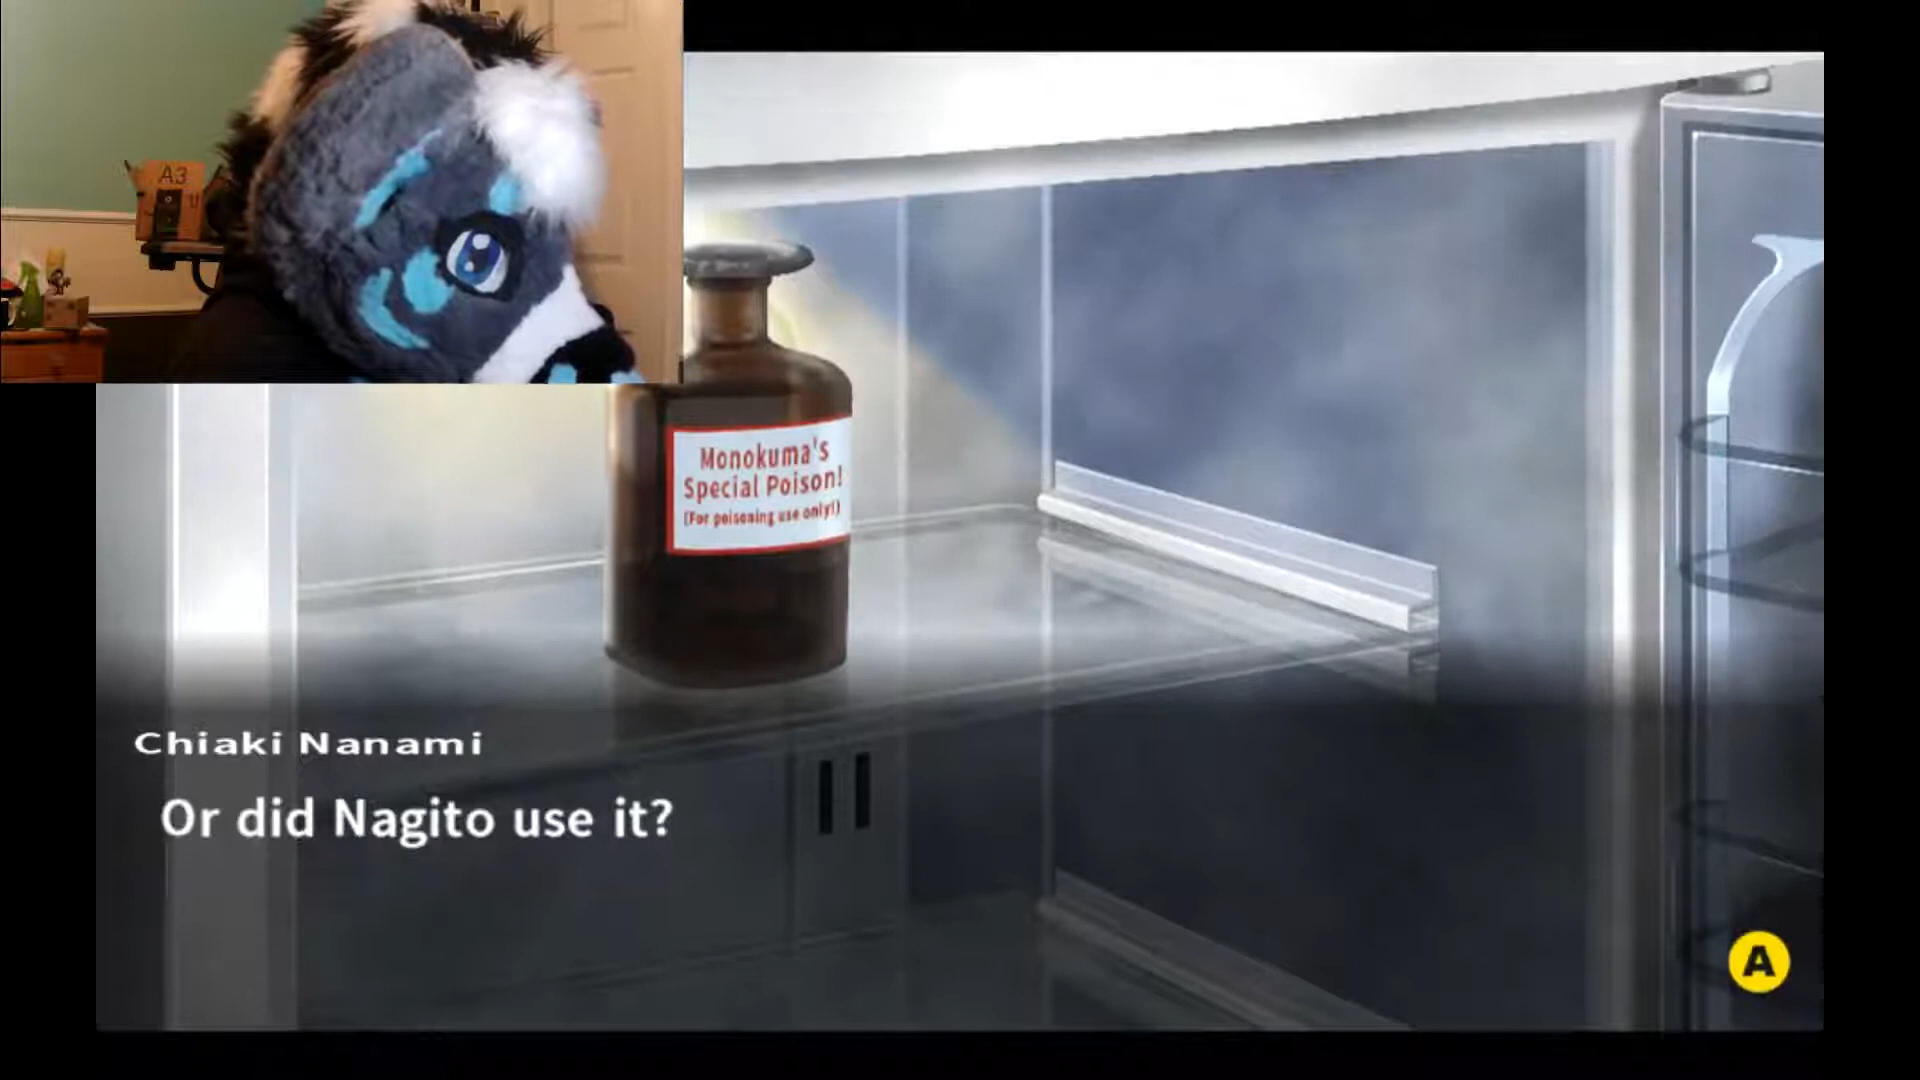 A3
Monokuma's
Special Poison!
(For poisoning use only!)
Chiaki Nanami
Or did Nagito use it?
A